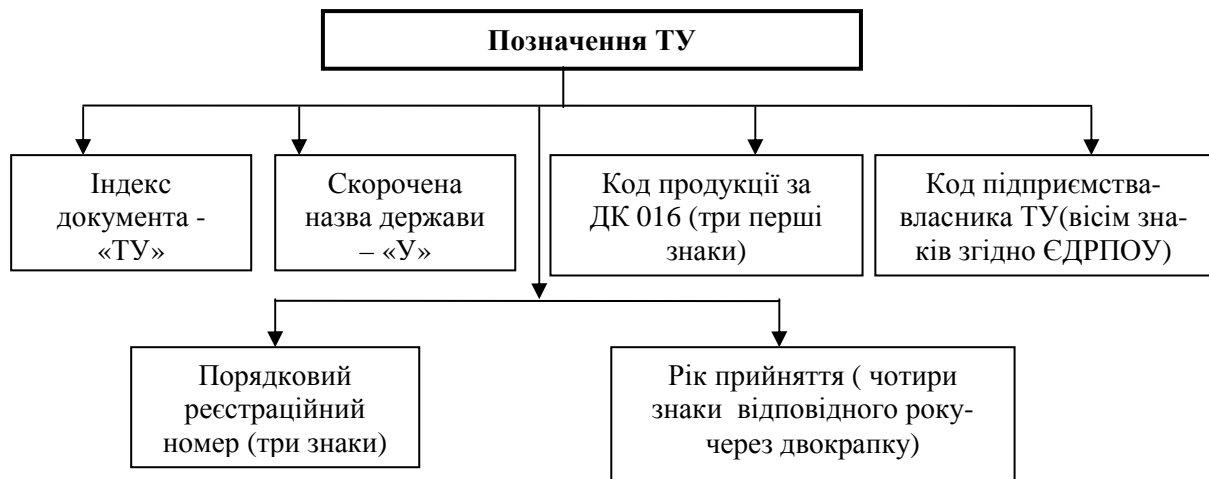 Позначення ТУ
Індекс
документа -
«ТУ»
Скорочена
назва держави
– «У»
Код продукції за
ДК 016 (три перші
знаки)
Код підприємства-
власника ТУ(вісім зна-
ків згідно ЄДРПОУ)
Порядковий
реєстраційний
номер (три знаки)
Рік прийняття ( чотири
знаки відповідного року-
через двокрапку)